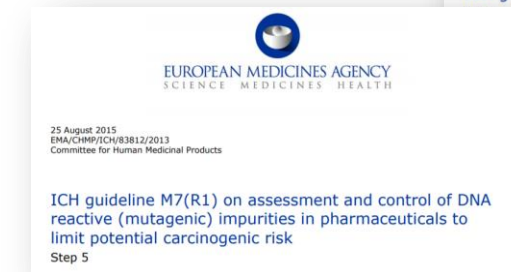 EUROPEAN MEDICINES AGENCY
SCIENCE MEDICINES HEALTH
25 August 2015
EMA/CHMP/ICH/83812/2013
Committee for Human Medicinal Products
ICH guideline M7(R1) on assessment and control of DNA
reactive (mutagenic) impurities in pharmaceuticals to
limit potential carcinogenic risk
Step 5